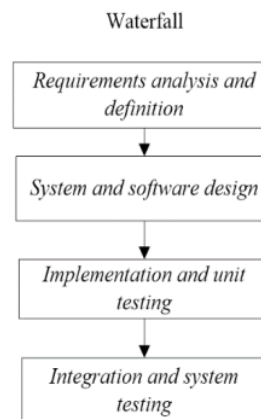 Waterfall
Requirements analysis and
definition
System and software design
Implementation and unit
testing
Integration and system
testing